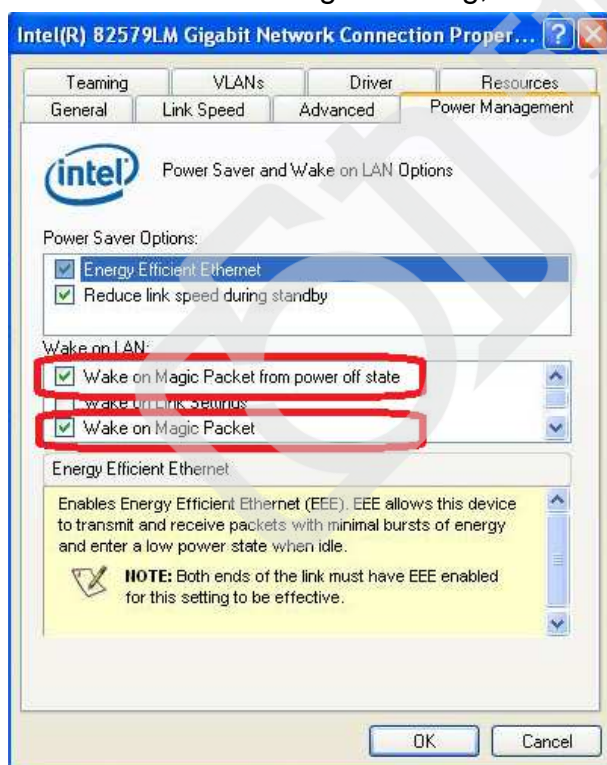 Intel(R) 82579LM Gigabit Network Connection Proper...
Teaming VLANs Driver Resources
General Link Speed Advanced Power Management
intel Power Saver and Wake on LAN Options
Power Saver Options:
Energy Efficient Ethernet
Reduce link speed during standby
Wake on LAN:
Wake on Magic Packet from power off state
Wake on Link Settings
Wake on Magic Packet
Energy Efficient Ethernet
Enables Energy Efficient Ethernet (EEE). EEE allows this device
to transmit and receive packets with minimal bursts of energy
and enter a low power state when idle.
NOTE: Both ends of the link must have EEE enabled
for this setting to be effective.
OK Cancel